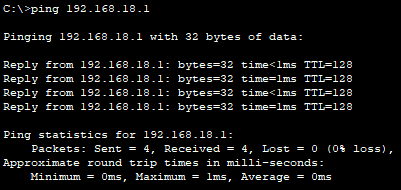 C:\>ping 192.168.18.1
Pinging 192.168.18.1 with 32 bytes of data:
Reply from 192.168.18.1: bytes=32 time<1ms TTL=128
Reply from 192.168.18.1: bytes=32 time=1ms TTL=128
Reply from 192.168.18.1: bytes=32 time<1ms TTL=128
Reply from 192.168.18.1: bytes=32 time=1ms TTL=128
Ping statistics for 192.168.18.1:
    Packets: Sent = 4, Received = 4, Lost = 0 (0% loss),
Approximate round trip times in milli-seconds:
    Minimum = 0ms, Maximum = 1ms, Average = 0ms